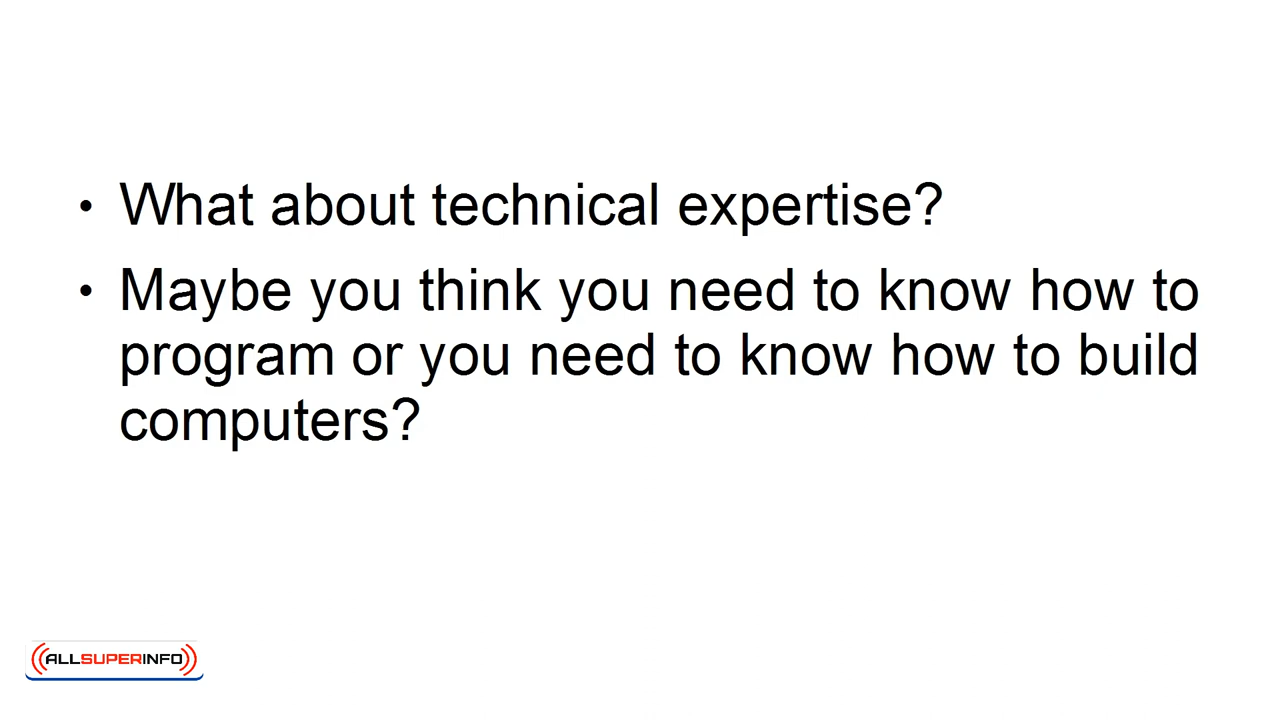 • What about technical expertise?
• Maybe you think you need to know how to
program or you need to know how to build
computers?
ALLSUPERINFO